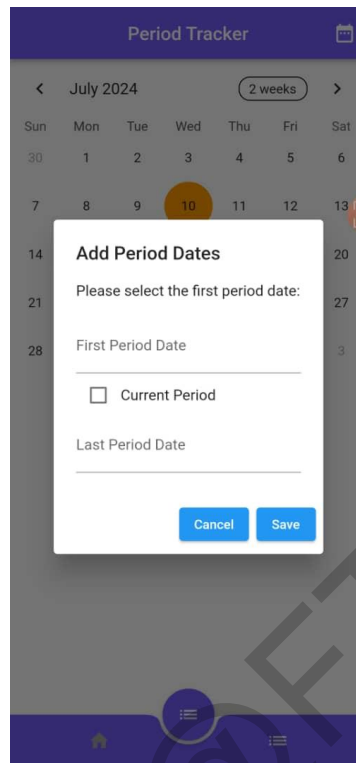 Period Tracker
July 2024
2 weeks
Sun Mon Tue Wed Thu Fri Sat
30 1 2 3 4 5 6
7 8 9 10 11 12 13
14
20
21
27
28
3
Add Period Dates
Please select the first period date:
First Period Date
Current Period
Last Period Date
Cancel Save